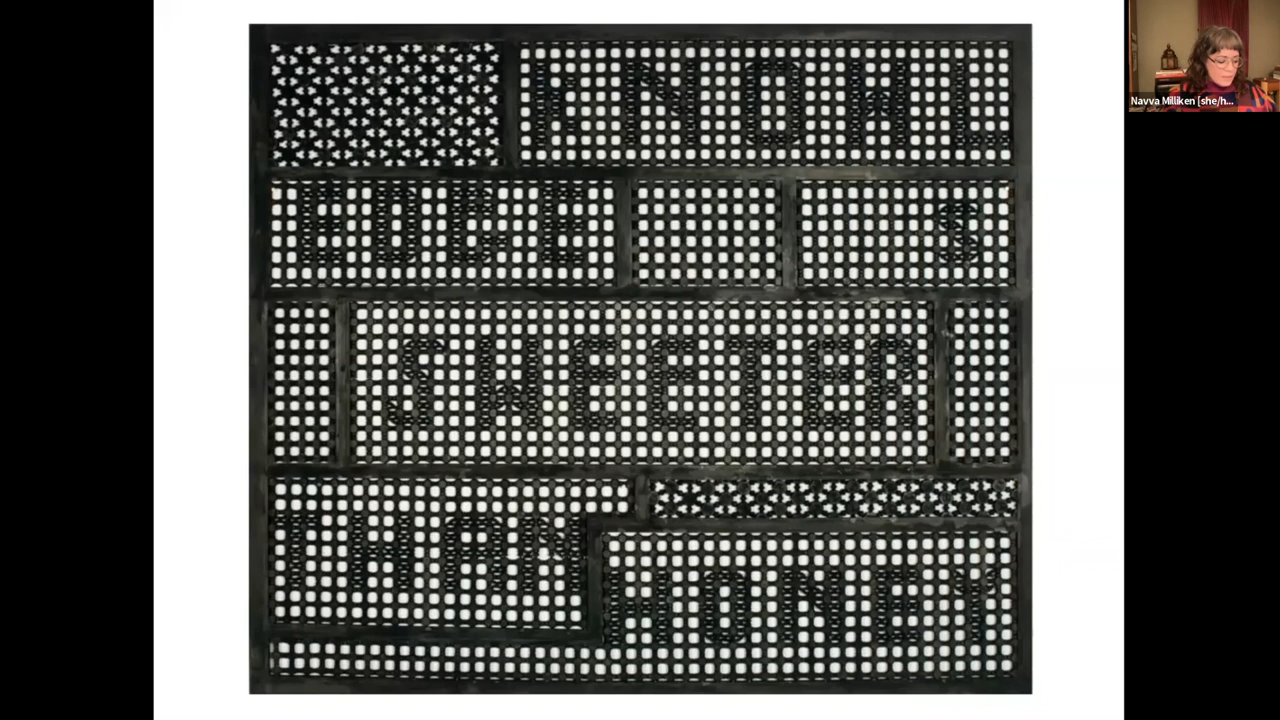 KNOWL
EDGE $
SWEETER
THAN
HONEY
Navva Milliken [she/h...